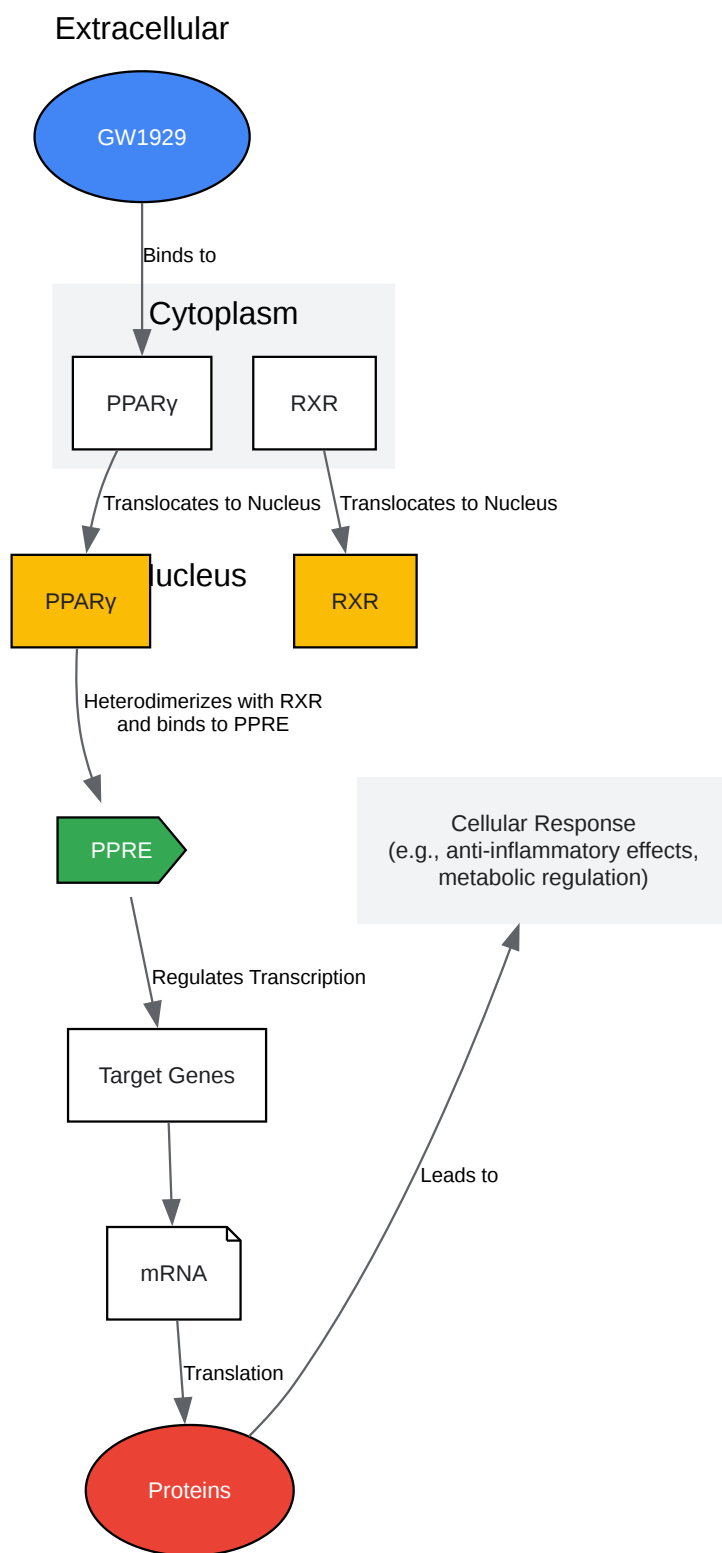 Extracellular
GW1929
Binds to
Cytoplasm
PPARγ
RXR
Translocates to Nucleus
Translocates to Nucleus
ucleus
PPARγ
RXR
Heterodimerizes with RXR
and binds to PPRE
PPRE
Cellular Response
(e.g., anti-inflammatory effects,
metabolic regulation)
Regulates Transcription
Target Genes
Leads to
mRNA
Translation
Proteins